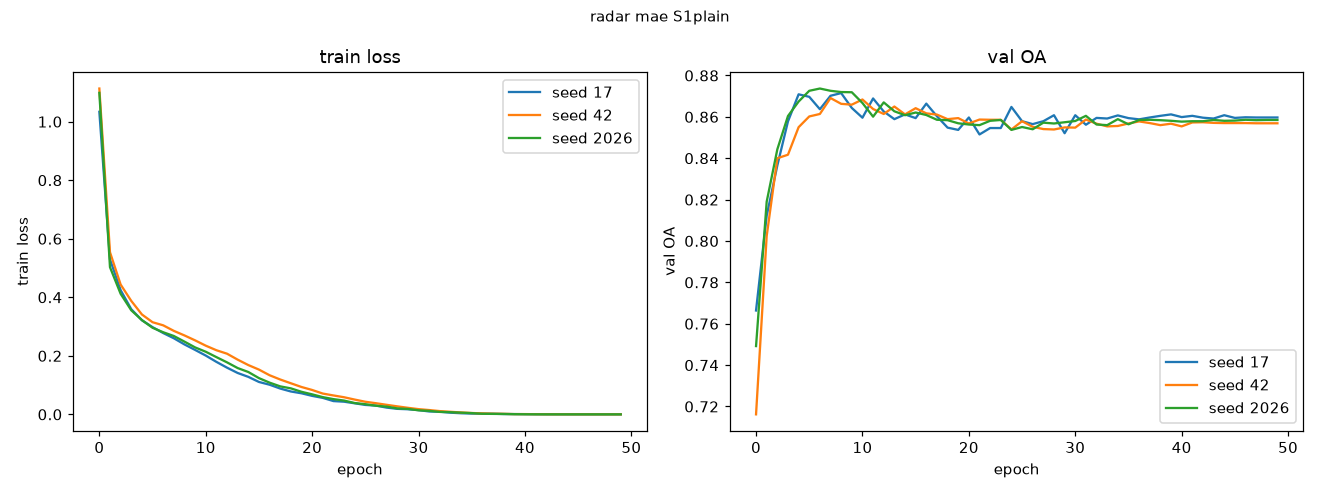 radar mae S1plain
train loss
train loss
1.0
0.8
0.6
0.4
0.2
0.0
0 10 20 30 40 50
epoch
seed 17
seed 42
seed 2026
val OA
val OA
0.88
0.86
0.84
0.82
0.80
0.78
0.76
0.74
0.72
0 10 20 30 40 50
epoch
seed 17
seed 42
seed 2026